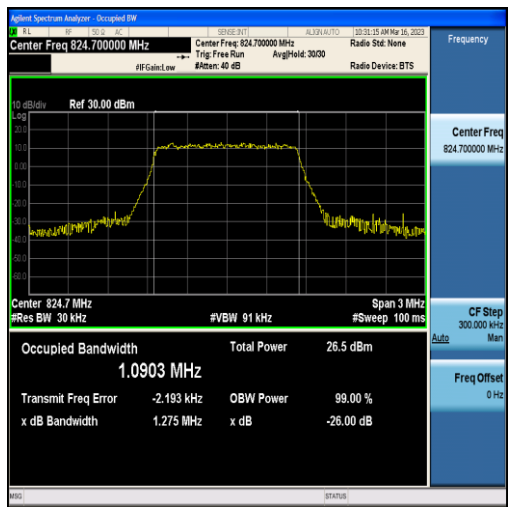 Agilent Spectrum Analyzer - Occupied BW
RL RF 50 Ω AC SENSE:INT ALIGN AUTO 10:31:15 AM Mar 16, 2023
Center Freq 824.700000 MHz
Center Freq: 824.700000 MHz
Radio Std: None
Trig: Free Run Avg|Hold: 30/30
#IFGain:Low #Atten: 40 dB Radio Device: BTS
10 dB/div Ref 30.00 dBm
Log
20.0
10.0
0.00
-10.0
-20.0
-30.0
-40.0
-50.0
-60.0
Center 824.7 MHz Span 3 MHz
#Res BW 30 kHz #VBW 91 kHz #Sweep 100 ms
Occupied Bandwidth Total Power 26.5 dBm
1.0903 MHz
Transmit Freq Error -2.193 kHz OBW Power 99.00 %
x dB Bandwidth 1.275 MHz x dB -26.00 dB
MSG STATUS
Frequency
Center Freq
824.700000 MHz
CF Step
300.000 kHz
Auto Man
Freq Offset
0 Hz